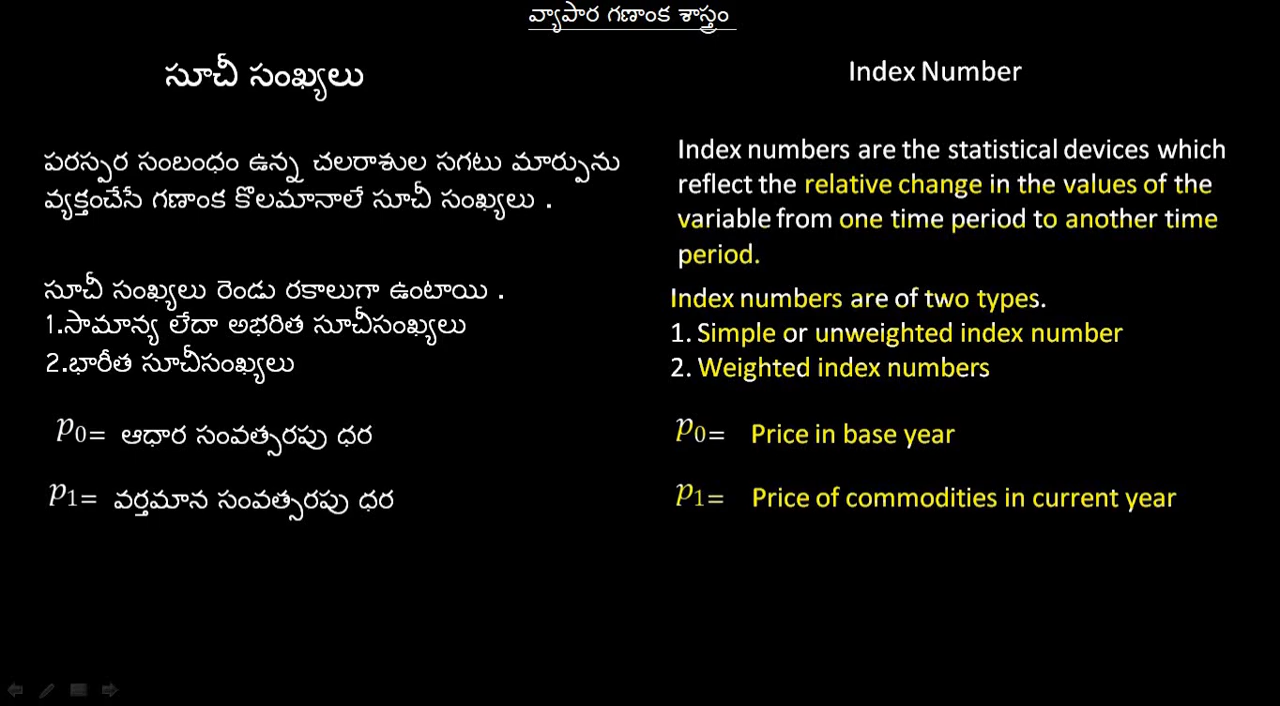 వ్యాపార గణాంక శాస్త్రం
సూచీ సంఖ్యలు
పరస్పర సంబంధం ఉన్న చలరాశుల సగటు మార్పును
వ్యక్తంచేసే గణాంక కొలమానాలే సూచీ సంఖ్యలు .
సూచీ సంఖ్యలు రెండు రకాలుగా ఉంటాయి .
1.సామాన్య లేదా అభరిత సూచీసంఖ్యలు
2.భారీత సూచీసంఖ్యలు
p0= ఆధార సంవత్సరపు ధర
p1= వర్తమాన సంవత్సరపు ధర
Index Number
Index numbers are the statistical devices which
reflect the relative change in the values of the
variable from one time period to another time
period.
Index numbers are of two types.
1. Simple or unweighted index number
2. Weighted index numbers
p0= Price in base year
p1= Price of commodities in current year